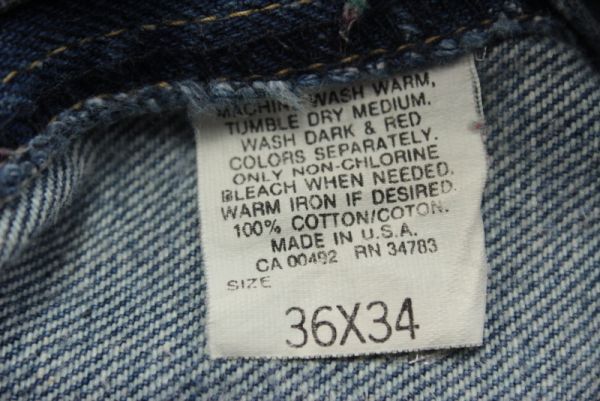 MACHINE WASH WARM,
TUMBLE DRY MEDIUM.
WASH DARK & RED
COLORS SEPARATELY.
ONLY NON-CHLORINE
BLEACH WHEN NEEDED.
WARM IRON IF DESIRED.
100% COTTON/COTON.
MADE IN U.S.A.
CA 00492 RN 34783
SIZE
36X34